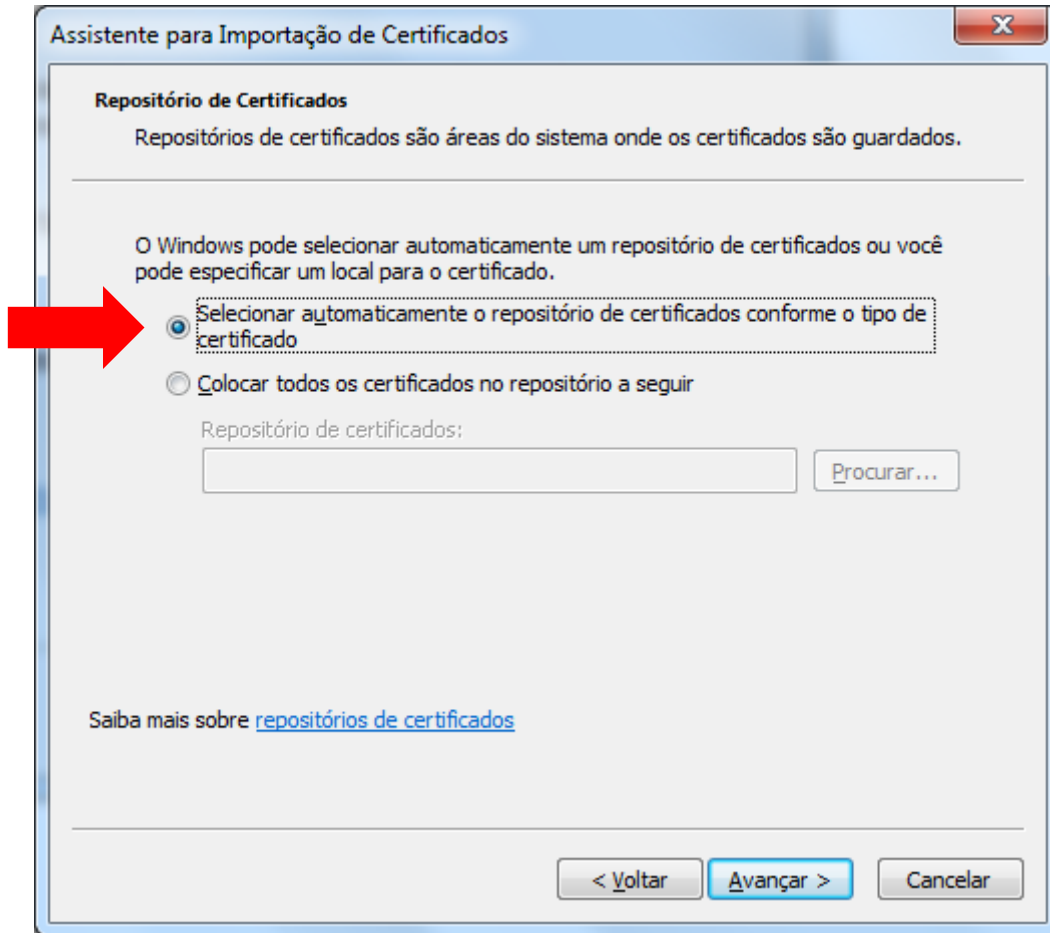 Assistente para Importação de Certificados
X
Repositório de Certificados
Repositórios de certificados são áreas do sistema onde os certificados são guardados.
O Windows pode selecionar automaticamente um repositório de certificados ou você
pode especificar um local para o certificado.
Selecionar automaticamente o repositório de certificados conforme o tipo de
certificado
Colocar todos os certificados no repositório a seguir
Repositório de certificados:
Procurar...
Saiba mais sobre repositórios de certificados
< Voltar Avançar > Cancelar